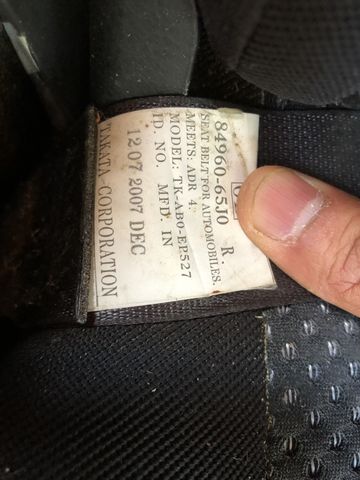 84960-65J0 R.
SEAT BELT FOR AUTOMOBILES.
MEETS: ADR 4.
MODEL: TK-AB0-EP527
ID. NO. MFD. IN
12 07 2007 DEC
TAKATA CORPORATION